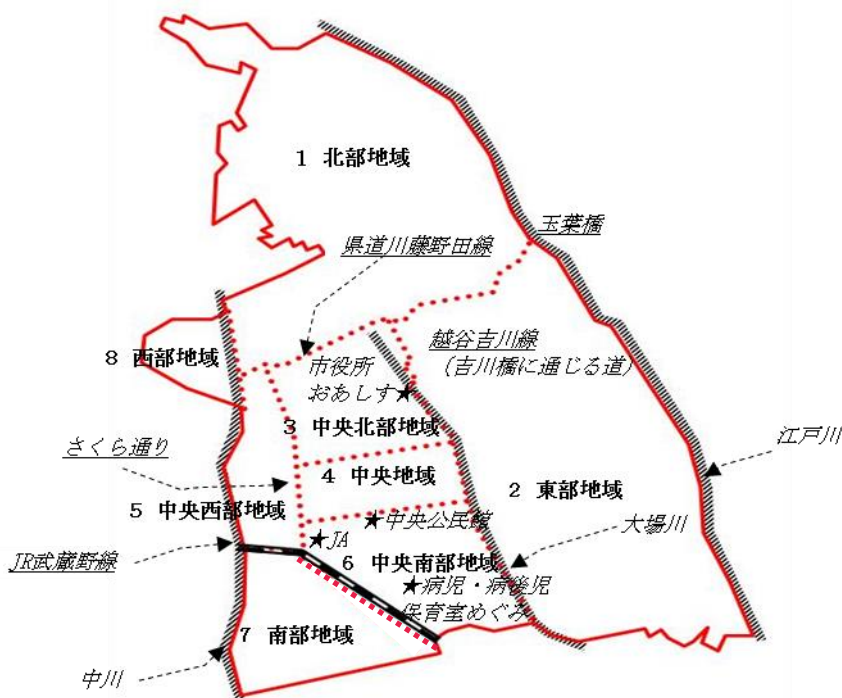 1 北部地域
玉葉橋
県道川藤野田線
越谷吉川線
(吉川橋に通じる道)
8 西部地域
市役所
おあしす★
3 中央北部地域
さくら通り
江戸川
4 中央地域
2 東部地域
5 中央西部地域
★中央公民館
大場川
★JA
JR武蔵野線
6 中央南部地域
★病児・病後児
保育室めぐみ
7 南部地域
中川